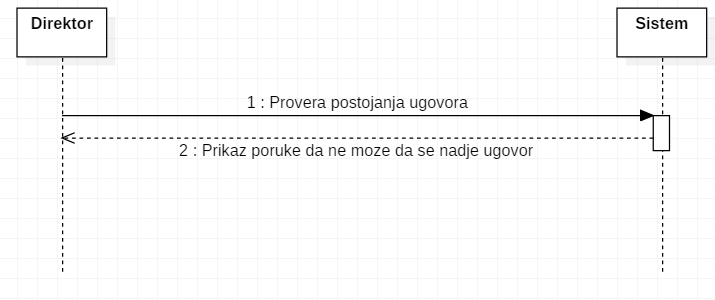 Direktor
Sistem
1 : Provera postojanja ugovora
2 : Prikaz poruke da ne moze da se nadje ugovor